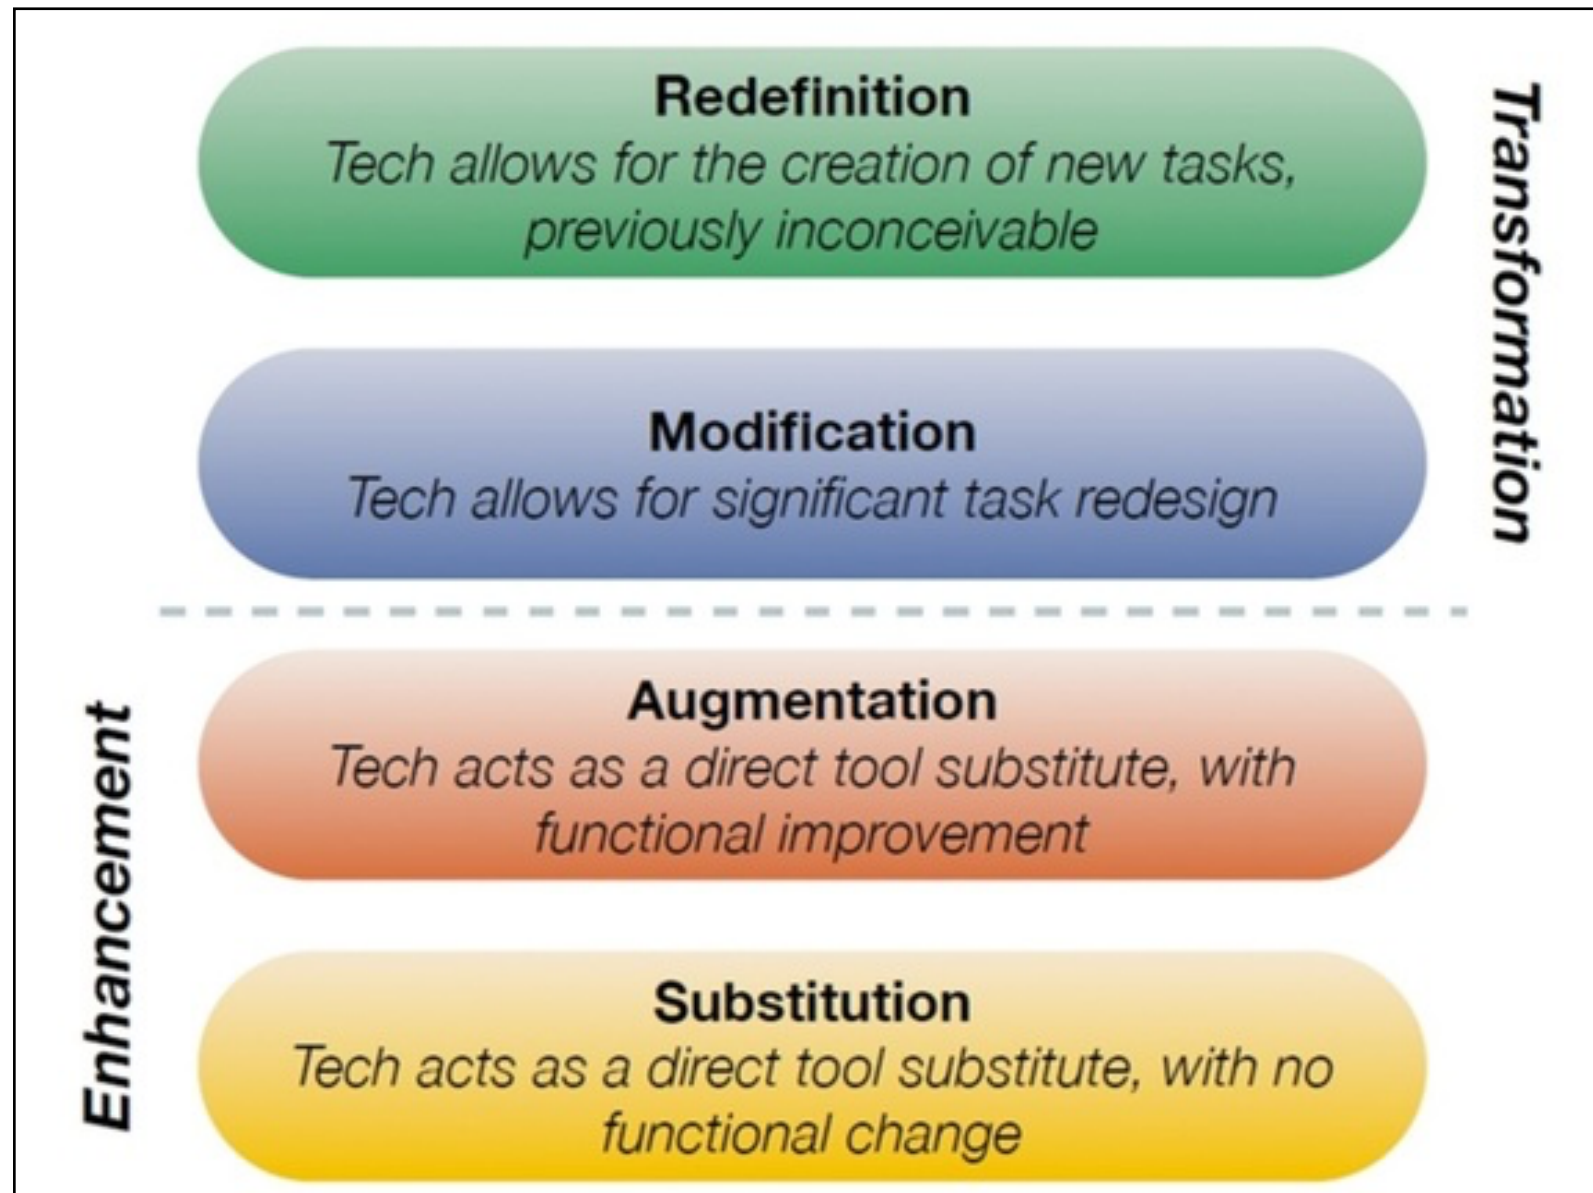 Redefinition
Tech allows for the creation of new tasks,
previously inconceivable
Modification
Tech allows for significant task redesign
Transformation
Augmentation
Tech acts as a direct tool substitute, with
functional improvement
Substitution
Tech acts as a direct tool substitute, with no
functional change
Enhancement